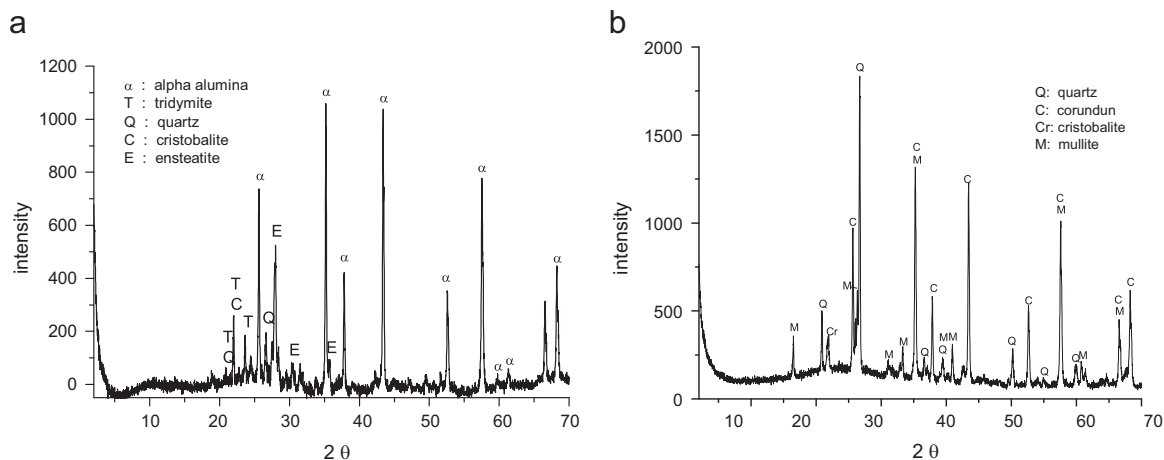 a
1200
1000
800
600
400
200
0
intensity
α : alpha alumina
T : tridymite
Q : quartz
C : cristobalite
E : ensteatite
T
Q
T
C
T
α
Q
E
E
α
E
α
α
α
α
α
α
α
10 20 30 40 50 60 70
2 θ
b
2000
1500
1000
500
0
intensity
Q: quartz
C: corundun
Cr: cristobalite
M: mullite
M
Q
Cr
M
C
Q
M
M
C
M
Q
C
Q
M
M
C
Q
C
Q
C
M
Q
M
C
M
C
10 20 30 40 50 60 70
2 θ